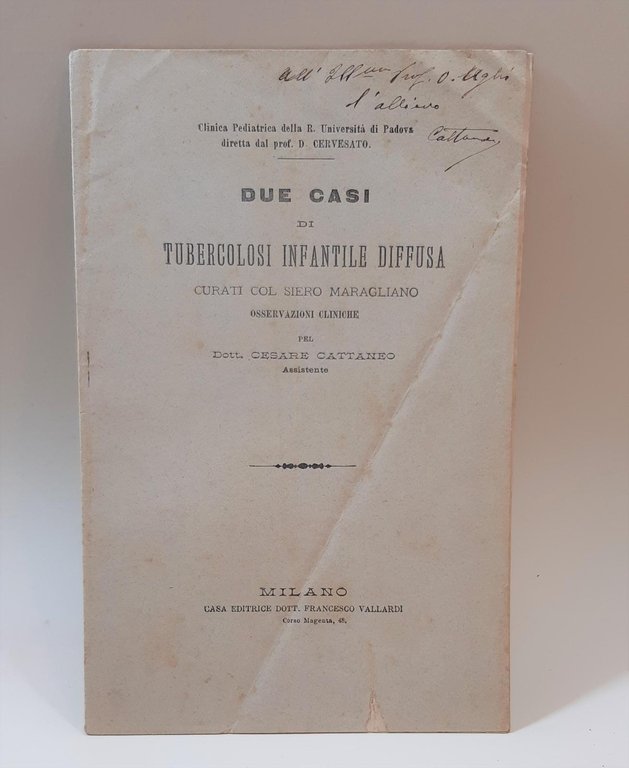 all' Ill.mo Prof. O.
l'allievo
Cattaneo
Clinica Pediatrica della R. Università di Padova
diretta dal prof. D. CERVESATO.
DUE CASI
DI
TUBERCOLOSI INFANTILE DIFFUSA
CURATI COL SIERO MARAGLIANO
OSSERVAZIONI CLINICHE
PEL
Dott. CESARE CATTANEO
Assistente
MILANO
CASA EDITRICE DOTT. FRANCESCO VALLARDI
Corso Magenta, 48.